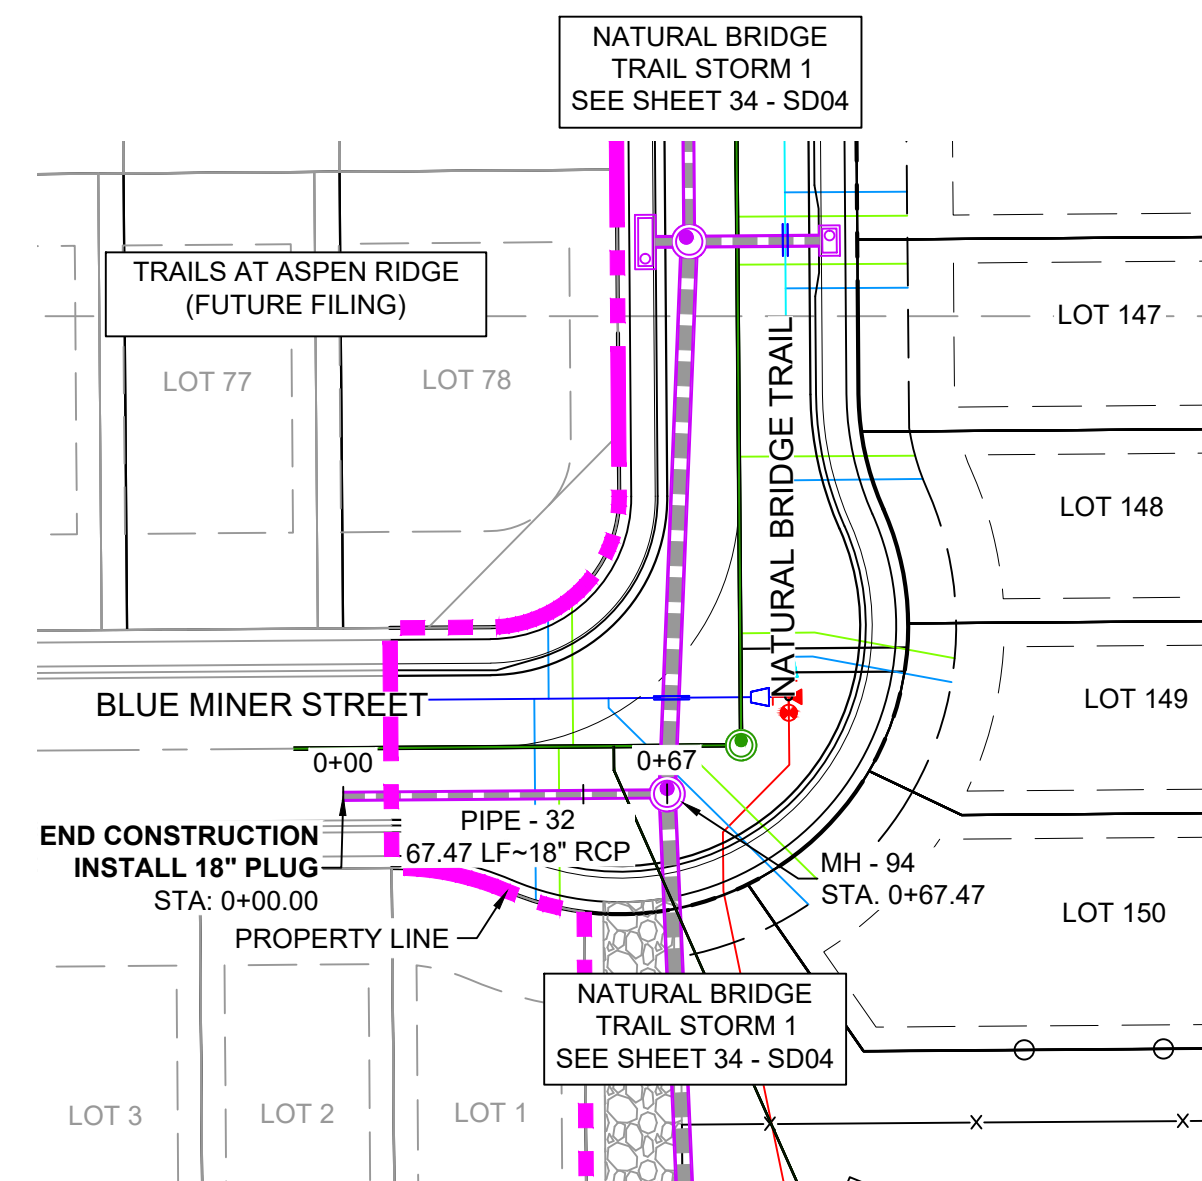 NATURAL BRIDGE
TRAIL STORM 1
SEE SHEET 34 - SD04
TRAILS AT ASPEN RIDGE
(FUTURE FILING)
LOT 77
LOT 78
LOT 147
LOT 148
NATURAL BRIDGE TRAIL
LOT 149
BLUE MINER STREET
0+00
0+67
END CONSTRUCTION
INSTALL 18" PLUG
STA: 0+00.00
PIPE - 32
67.47 LF~18" RCP
MH - 94
STA. 0+67.47
LOT 150
PROPERTY LINE
NATURAL BRIDGE
TRAIL STORM 1
SEE SHEET 34 - SD04
LOT 3
LOT 2
LOT 1